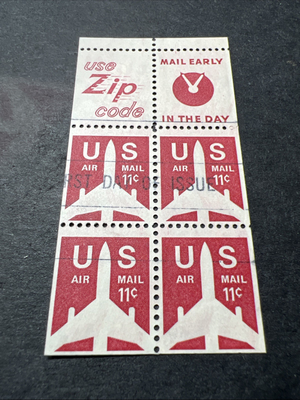 use
Zip
code
MAIL EARLY
IN THE DAY
US
AIR MAIL
11¢
US
AIR MAIL
11¢
RST DAY OF ISSUE
US
AIR MAIL
11¢
US
AIR MAIL
11¢